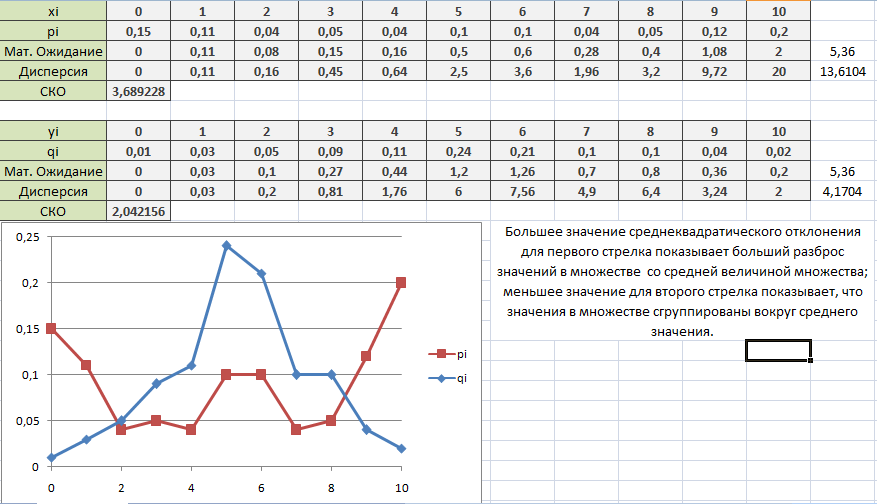 xi 0 1 2 3 4 5 6 7 8 9 10
pi 0,15 0,11 0,04 0,05 0,04 0,1 0,1 0,04 0,05 0,12 0,2
Мат. Ожидание 0 0,11 0,08 0,15 0,16 0,5 0,6 0,28 0,4 1,08 2 5,36
Дисперсия 0 0,11 0,16 0,45 0,64 2,5 3,6 1,96 3,2 9,72 20 13,6104
СКО 3,689228
yi 0 1 2 3 4 5 6 7 8 9 10
qi 0,01 0,03 0,05 0,09 0,11 0,24 0,21 0,1 0,1 0,04 0,02
Мат. Ожидание 0 0,03 0,1 0,27 0,44 1,2 1,26 0,7 0,8 0,36 0,2 5,36
Дисперсия 0 0,03 0,2 0,81 1,76 6 7,56 4,9 6,4 3,24 2 4,1704
СКО 2,042156
Большее значение среднеквадратического отклонения
для первого стрелка показывает больший разброс
значений в множестве со средней величиной множества;
меньшее значение для второго стрелка показывает, что
значения в множестве сгруппированы вокруг среднего
значения.
0,25
0,2
0,15
0,1
0,05
0
0 2 4 6 8 10
pi
qi